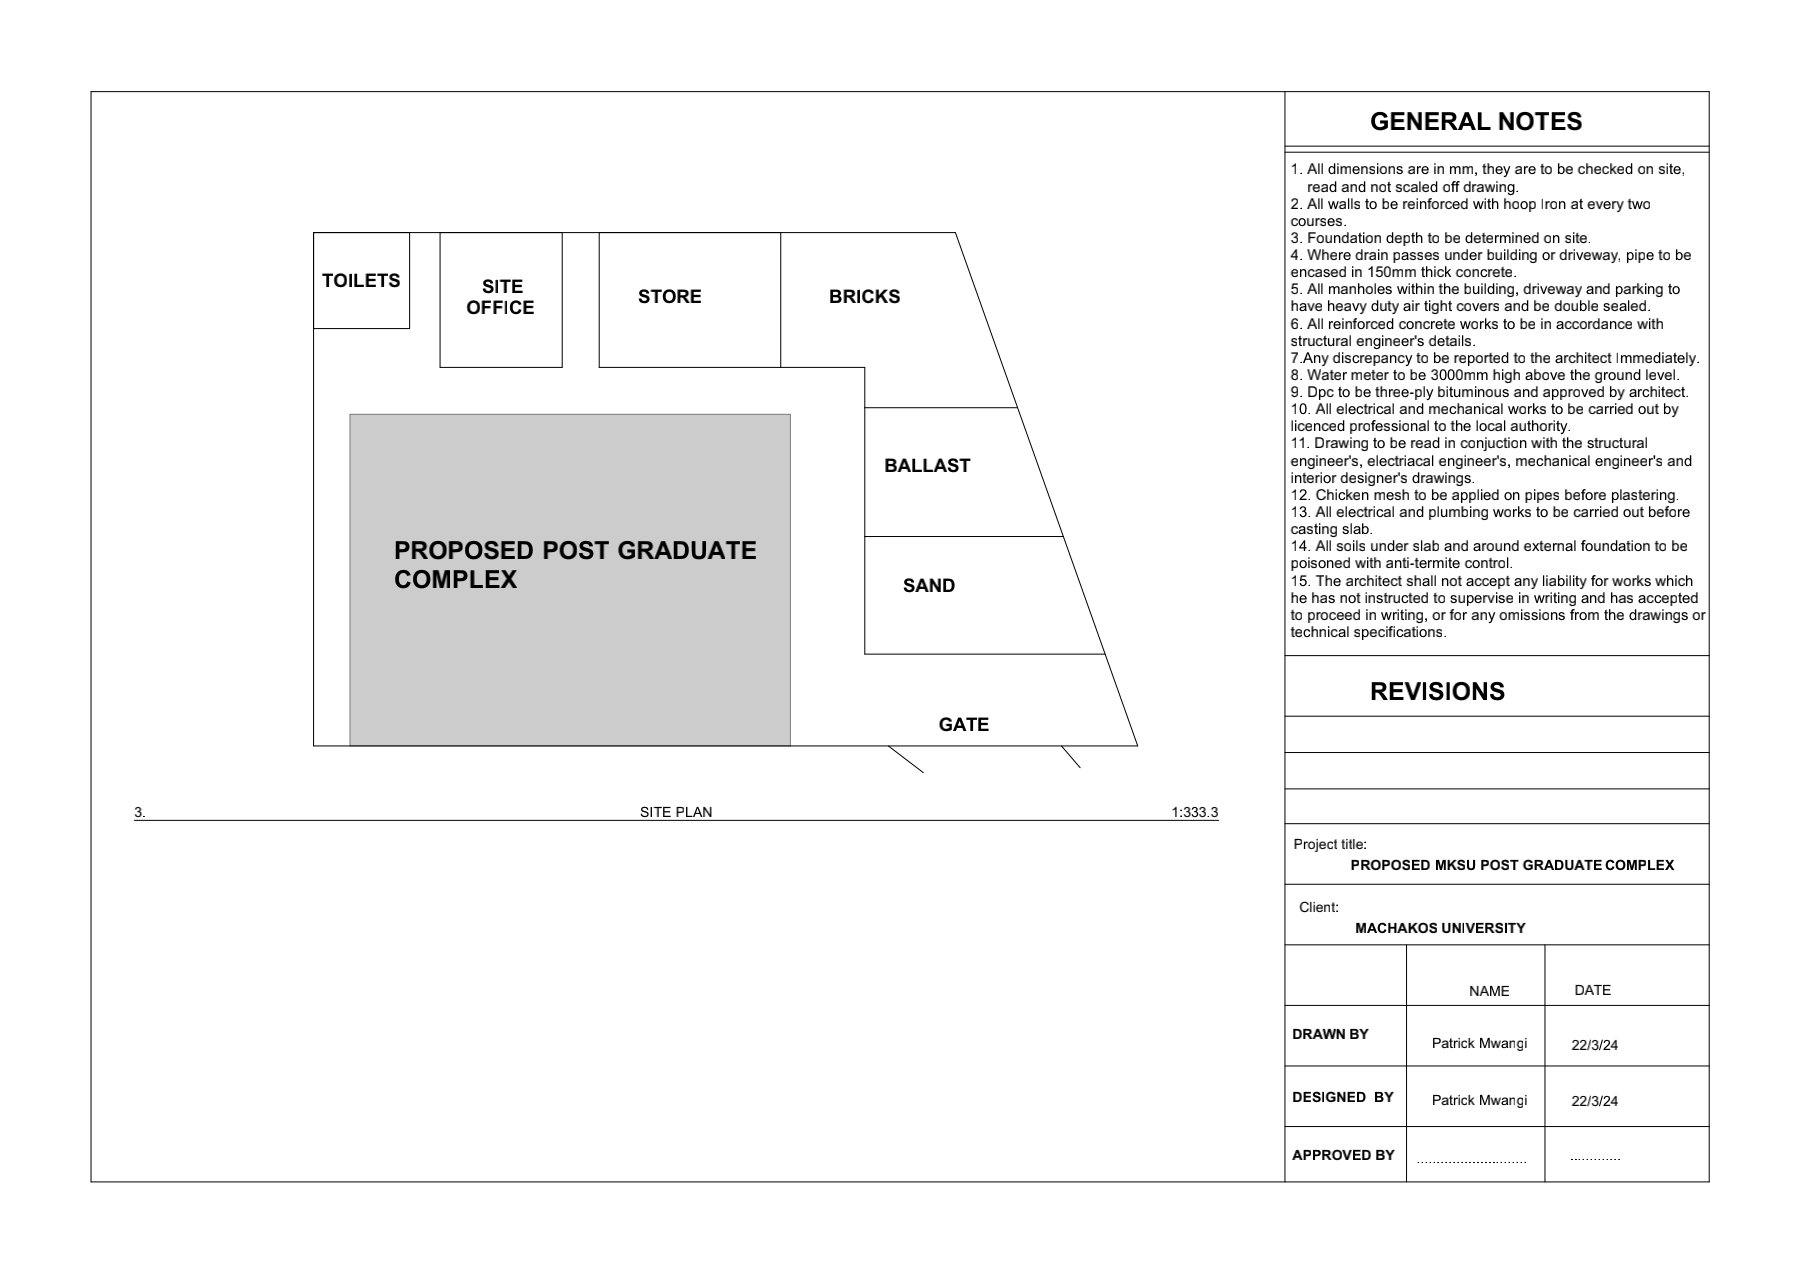 TOILETS
SITE
OFFICE
STORE
BRICKS
BALLAST
PROPOSED POST GRADUATE
COMPLEX
SAND
GATE
3. SITE PLAN 1:333.3
GENERAL NOTES
1. All dimensions are in mm, they are to be checked on site,
read and not scaled off drawing.
2. All walls to be reinforced with hoop Iron at every two
courses.
3. Foundation depth to be determined on site.
4. Where drain passes under building or driveway, pipe to be
encased in 150mm thick concrete.
5. All manholes within the building, driveway and parking to
have heavy duty air tight covers and be double sealed.
6. All reinforced concrete works to be in accordance with
structural engineer's details.
7.Any discrepancy to be reported to the architect Immediately.
8. Water meter to be 3000mm high above the ground level.
9. Dpc to be three-ply bituminous and approved by architect.
10. All electrical and mechanical works to be carried out by
licenced professional to the local authority.
11. Drawing to be read in conjuction with the structural
engineer's, electriacal engineer's, mechanical engineer's and
interior designer's drawings.
12. Chicken mesh to be applied on pipes before plastering.
13. All electrical and plumbing works to be carried out before
casting slab.
14. All soils under slab and around external foundation to be
poisoned with anti-termite control.
15. The architect shall not accept any liability for works which
he has not instructed to supervise in writing and has accepted
to proceed in writing, or for any omissions from the drawings or
technical specifications.
REVISIONS
Project title:
PROPOSED MKSU POST GRADUATE COMPLEX
Client:
MACHAKOS UNIVERSITY
NAME DATE
DRAWN BY Patrick Mwangi 22/3/24
DESIGNED BY Patrick Mwangi 22/3/24
APPROVED BY ............................ .............